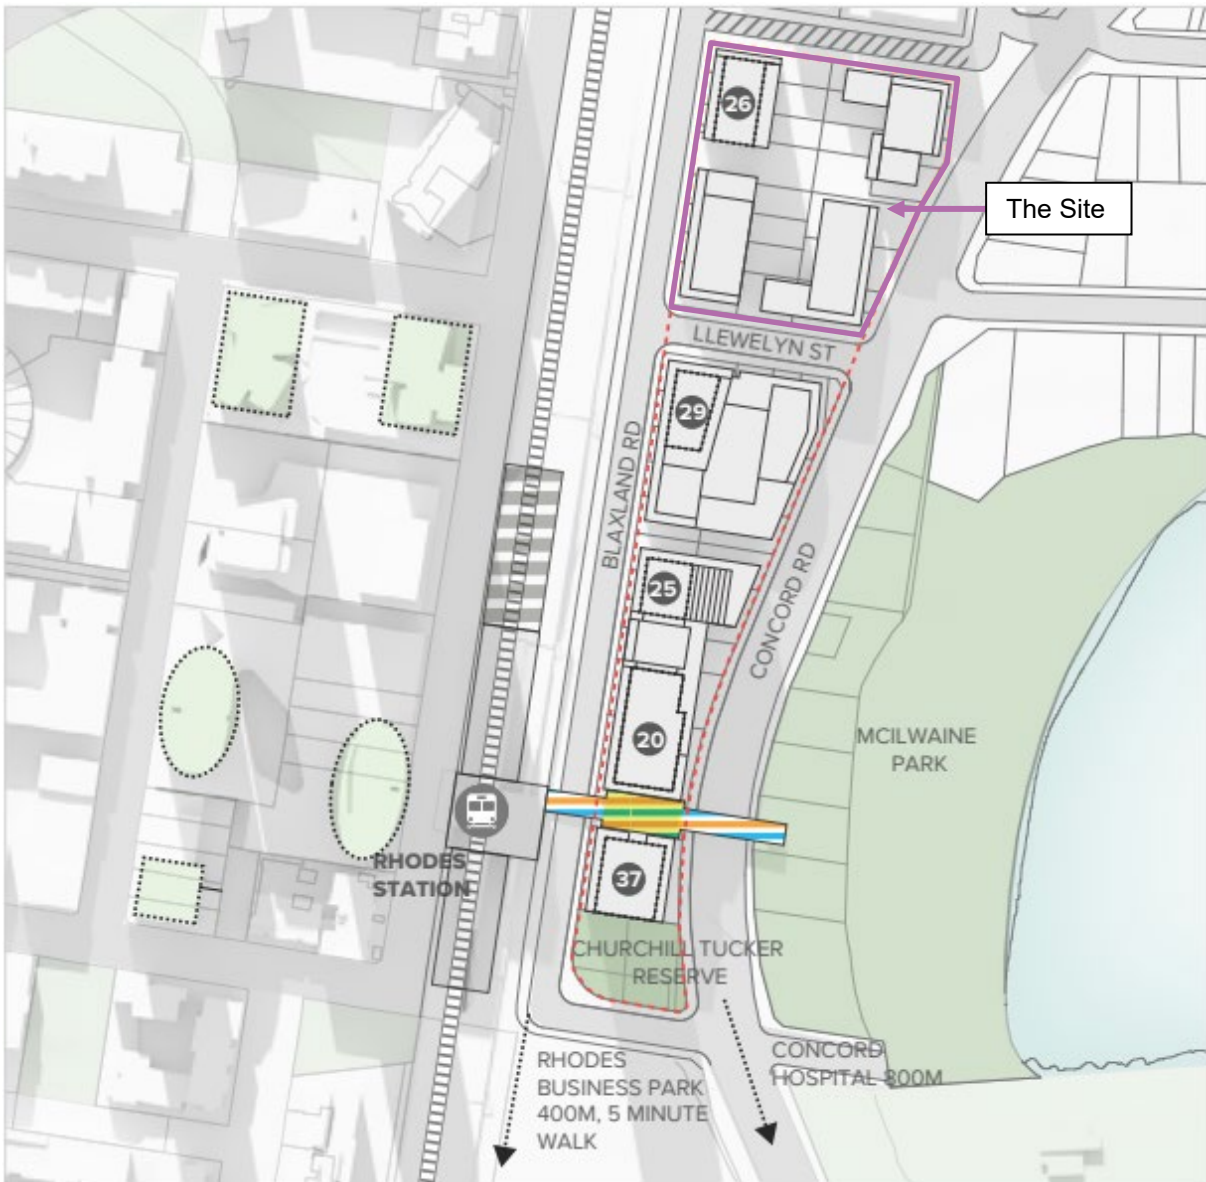 26
The Site
LLEWELYN ST
29
BLAXLAND RD
25
CONCORD RD
20
MCILWAINE
PARK
RHODES
STATION
37
CHURCHILL TUCKER
RESERVE
RHODES
BUSINESS PARK
400M, 5 MINUTE
WALK
CONCORD
HOSPITAL 800M